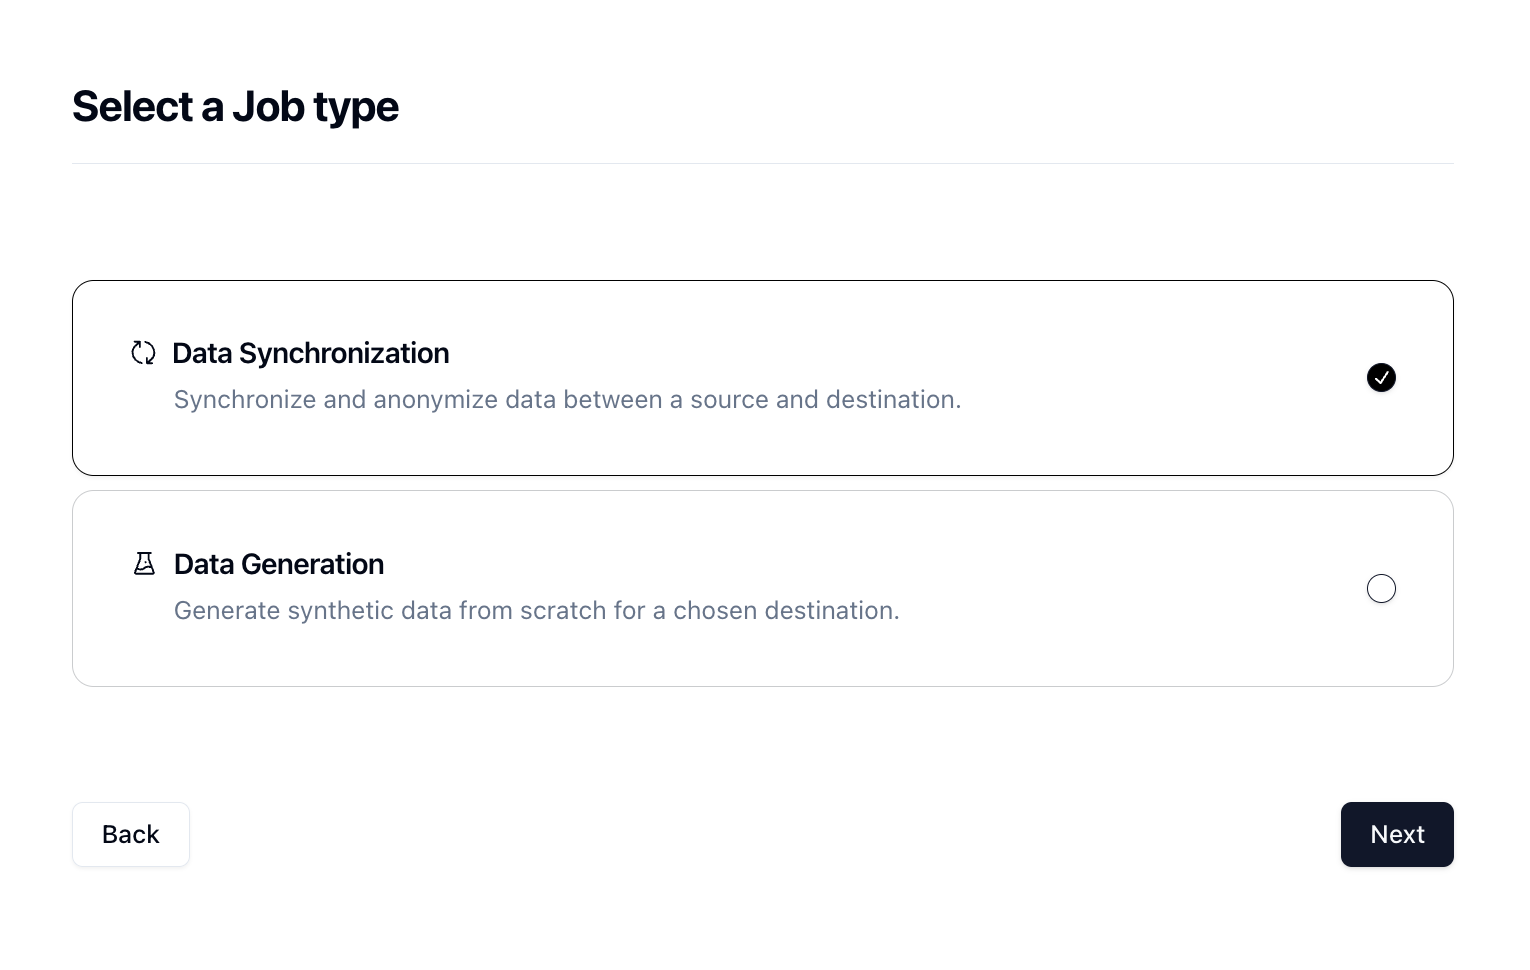 Select a Job type
Data Synchronization
Synchronize and anonymize data between a source and destination.
Data Generation
Generate synthetic data from scratch for a chosen destination.
Back
Next